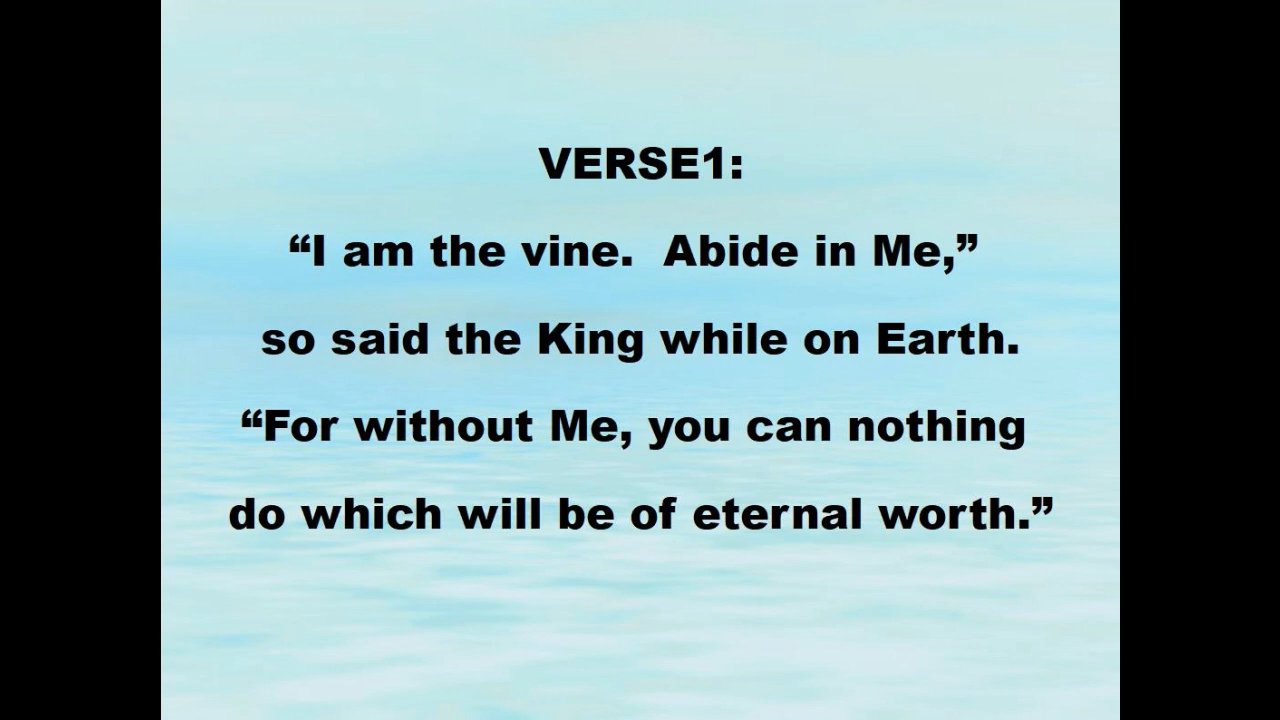 VERSE1:
“I am the vine.  Abide in Me,”
so said the King while on Earth.
“For without Me, you can nothing
do which will be of eternal worth.”